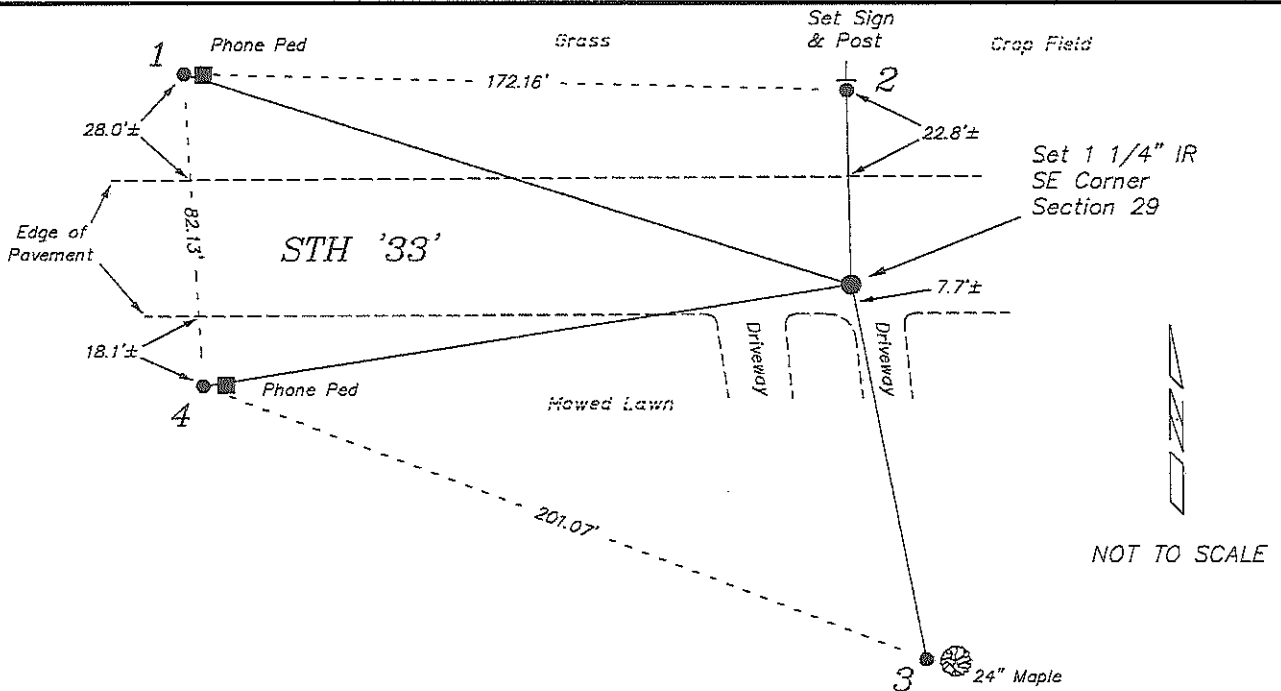 Set Sign
& Post
Phone Ped
Grass
Crop Field
1
172.16'
2
28.0'±
22.8'±
Set 1 1/4" IR
SE Corner
Section 29
Edge of
Pavement
82.13'
STH '33'
7.7'±
18.1'±
Driveway
Driveway
4
Phone Ped
Mowed Lawn
N
201.07'
NOT TO SCALE
3
24" Maple